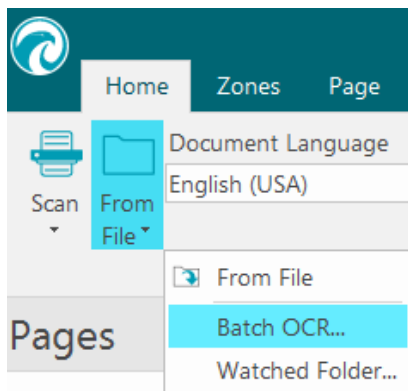 Home Zones Page
Document Language
English (USA)
Scan
From File
From File
Batch OCR...
Watched Folder...
Pages